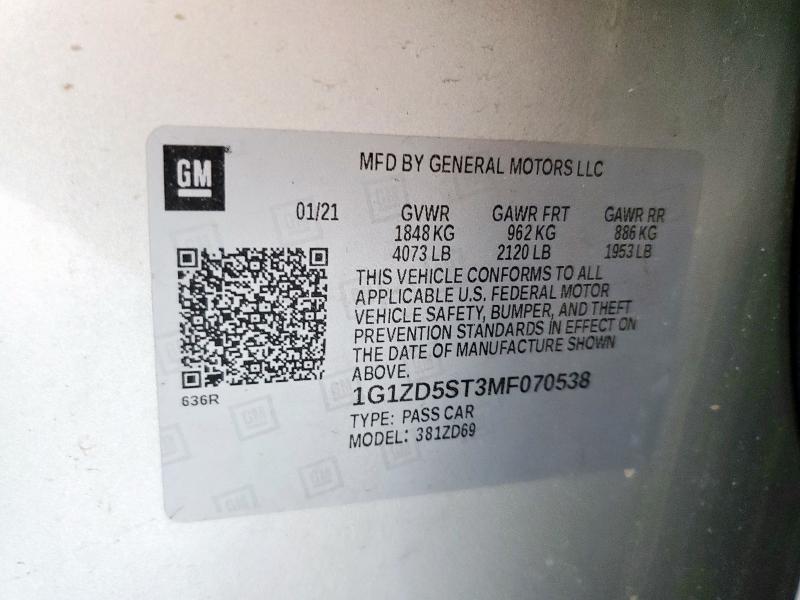 GM
MFD BY GENERAL MOTORS LLC
01/21 GVWR GAWR FRT GAWR RR
1848 KG 962 KG 886 KG
4073 LB 2120 LB 1953 LB
THIS VEHICLE CONFORMS TO ALL
APPLICABLE U.S. FEDERAL MOTOR
VEHICLE SAFETY, BUMPER, AND THEFT
PREVENTION STANDARDS IN EFFECT ON
THE DATE OF MANUFACTURE SHOWN
ABOVE.
636R
1G1ZD5ST3MF070538
TYPE: PASS CAR
MODEL: 381ZD69